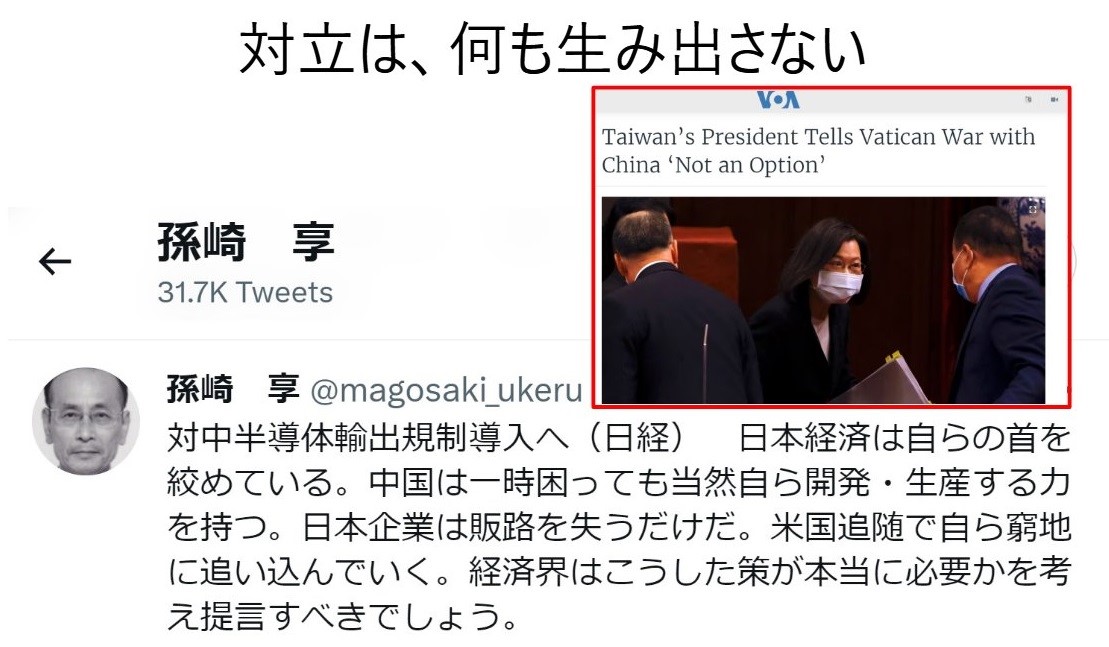 対立は、何も生み出さない
VOA
Taiwan's President Tells Vatican War with
China 'Not an Option'
孫崎　享
31.7K Tweets
孫崎　享 @magosaki_ukeru
対中半導体輸出規制導入へ（日経）　日本経済は自らの首を
絞めている。中国は一時困っても当然自ら開発・生産する力
を持つ。日本企業は販路を失うだけだ。米国追随で自ら窮地
に追い込んでいく。経済界はこうした策が本当に必要かを考
え提言すべきでしょう。